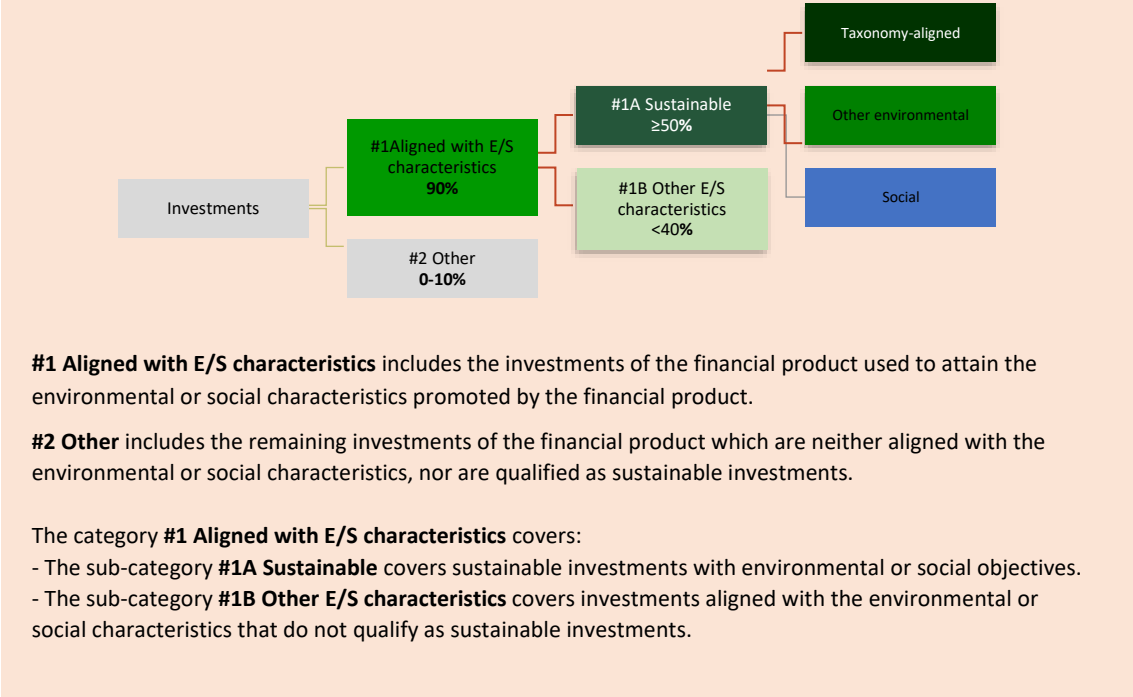 Taxonomy-aligned
#1A Sustainable
≥50%
Other environmental
#1Aligned with E/S
characteristics
90%
#1B Other E/S
characteristics
<40%
Social
Investments
#2 Other
0-10%
#1 Aligned with E/S characteristics includes the investments of the financial product used to attain the
environmental or social characteristics promoted by the financial product.
#2 Other includes the remaining investments of the financial product which are neither aligned with the
environmental or social characteristics, nor are qualified as sustainable investments.
The category #1 Aligned with E/S characteristics covers:
- The sub-category #1A Sustainable covers sustainable investments with environmental or social objectives.
- The sub-category #1B Other E/S characteristics covers investments aligned with the environmental or
social characteristics that do not qualify as sustainable investments.